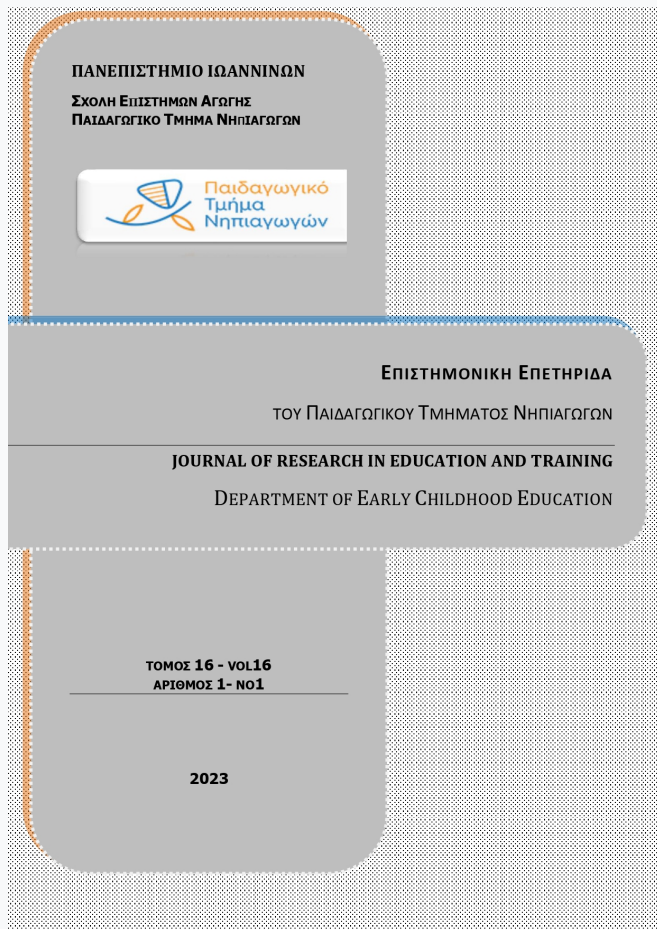 ΠΑΝΕΠΙΣΤΗΜΙΟ ΙΩΑΝΝΙΝΩΝ
ΣΧΟΛΗ ΕΠΙΣΤΗΜΩΝ ΑΓΩΓΗΣ
ΠΑΙΔΑΓΩΓΙΚΟ ΤΜΗΜΑ ΝΗΠΙΑΓΩΓΩΝ
Παιδαγωγικό
Τμήμα
Νηπιαγωγών
ΕΠΙΣΤΗΜΟΝΙΚΗ ΕΠΕΤΗΡΙΔΑ
ΤΟΥ ΠΑΙΔΑΓΩΓΙΚΟΥ ΤΜΗΜΑΤΟΣ ΝΗΠΙΑΓΩΓΩΝ
JOURNAL OF RESEARCH IN EDUCATION AND TRAINING
DEPARTMENT OF EARLY CHILDHOOD EDUCATION
ΤΟΜΟΣ 16 - VOL16
ΑΡΙΘΜΟΣ 1- NO1
2023